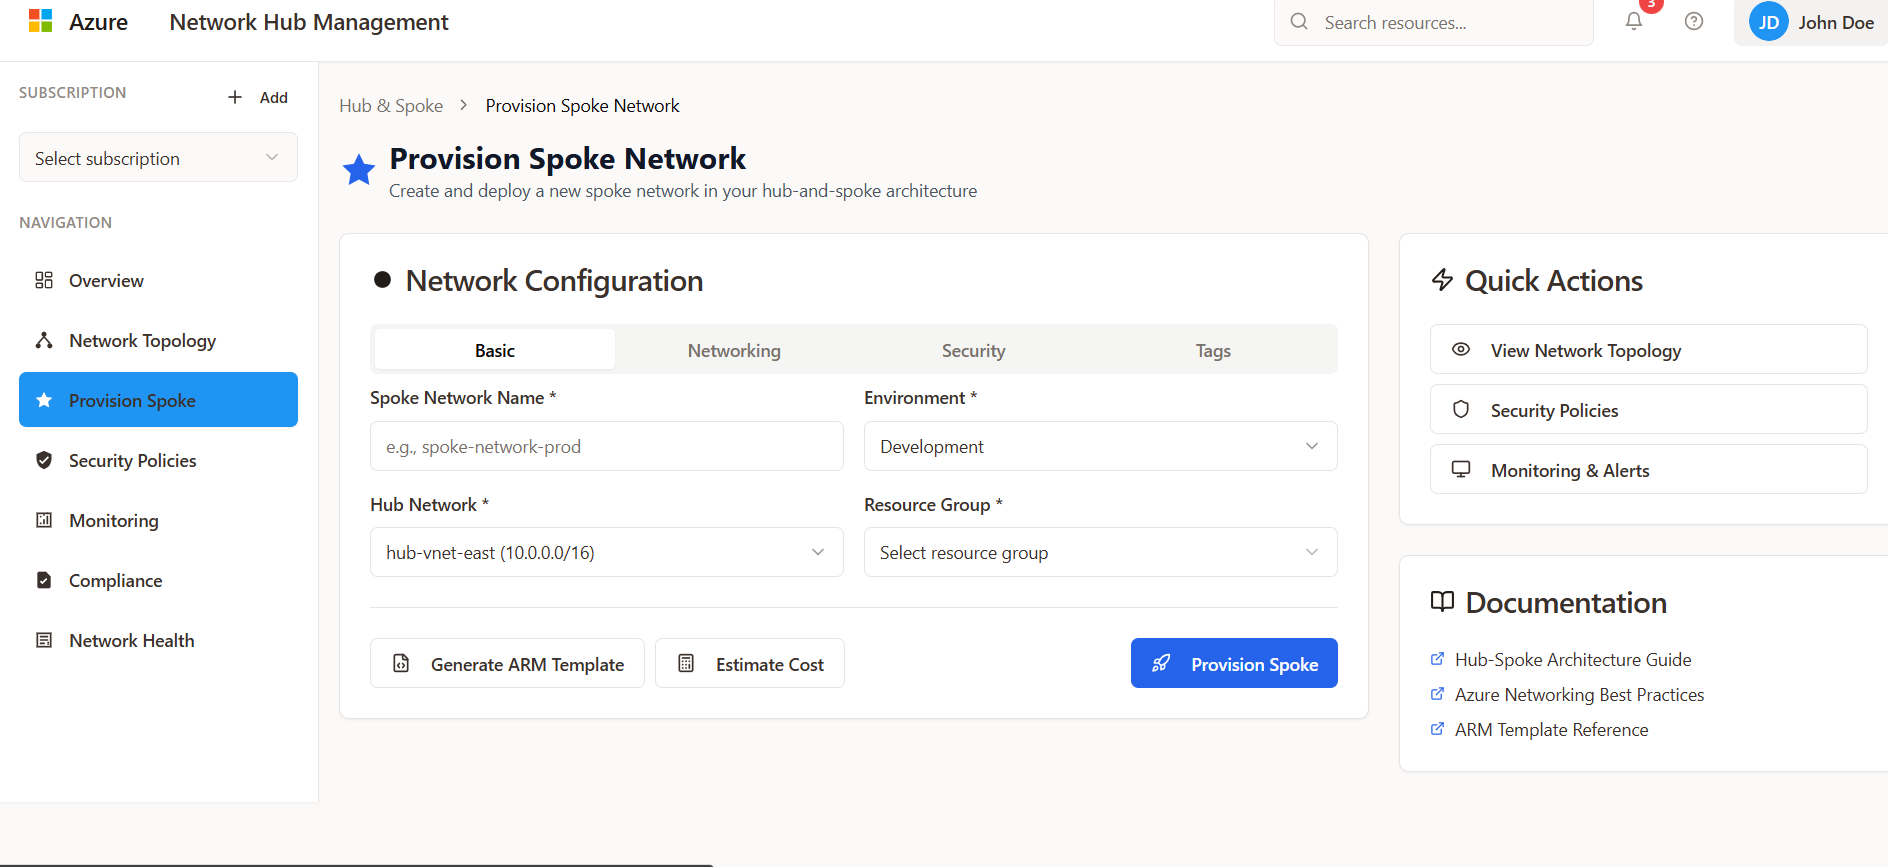 Azure
Network Hub Management
Search resources...
3
JD
John Doe
SUBSCRIPTION
Add
Select subscription
NAVIGATION
Overview
Network Topology
Provision Spoke
Security Policies
Monitoring
Compliance
Network Health
Hub & Spoke > Provision Spoke Network
Provision Spoke Network
Create and deploy a new spoke network in your hub-and-spoke architecture
Network Configuration
Basic
Networking
Security
Tags
Spoke Network Name *
Environment *
e.g., spoke-network-prod
Development
Hub Network *
Resource Group *
hub-vnet-east (10.0.0.0/16)
Select resource group
Generate ARM Template
Estimate Cost
Provision Spoke
Quick Actions
View Network Topology
Security Policies
Monitoring & Alerts
Documentation
Hub-Spoke Architecture Guide
Azure Networking Best Practices
ARM Template Reference